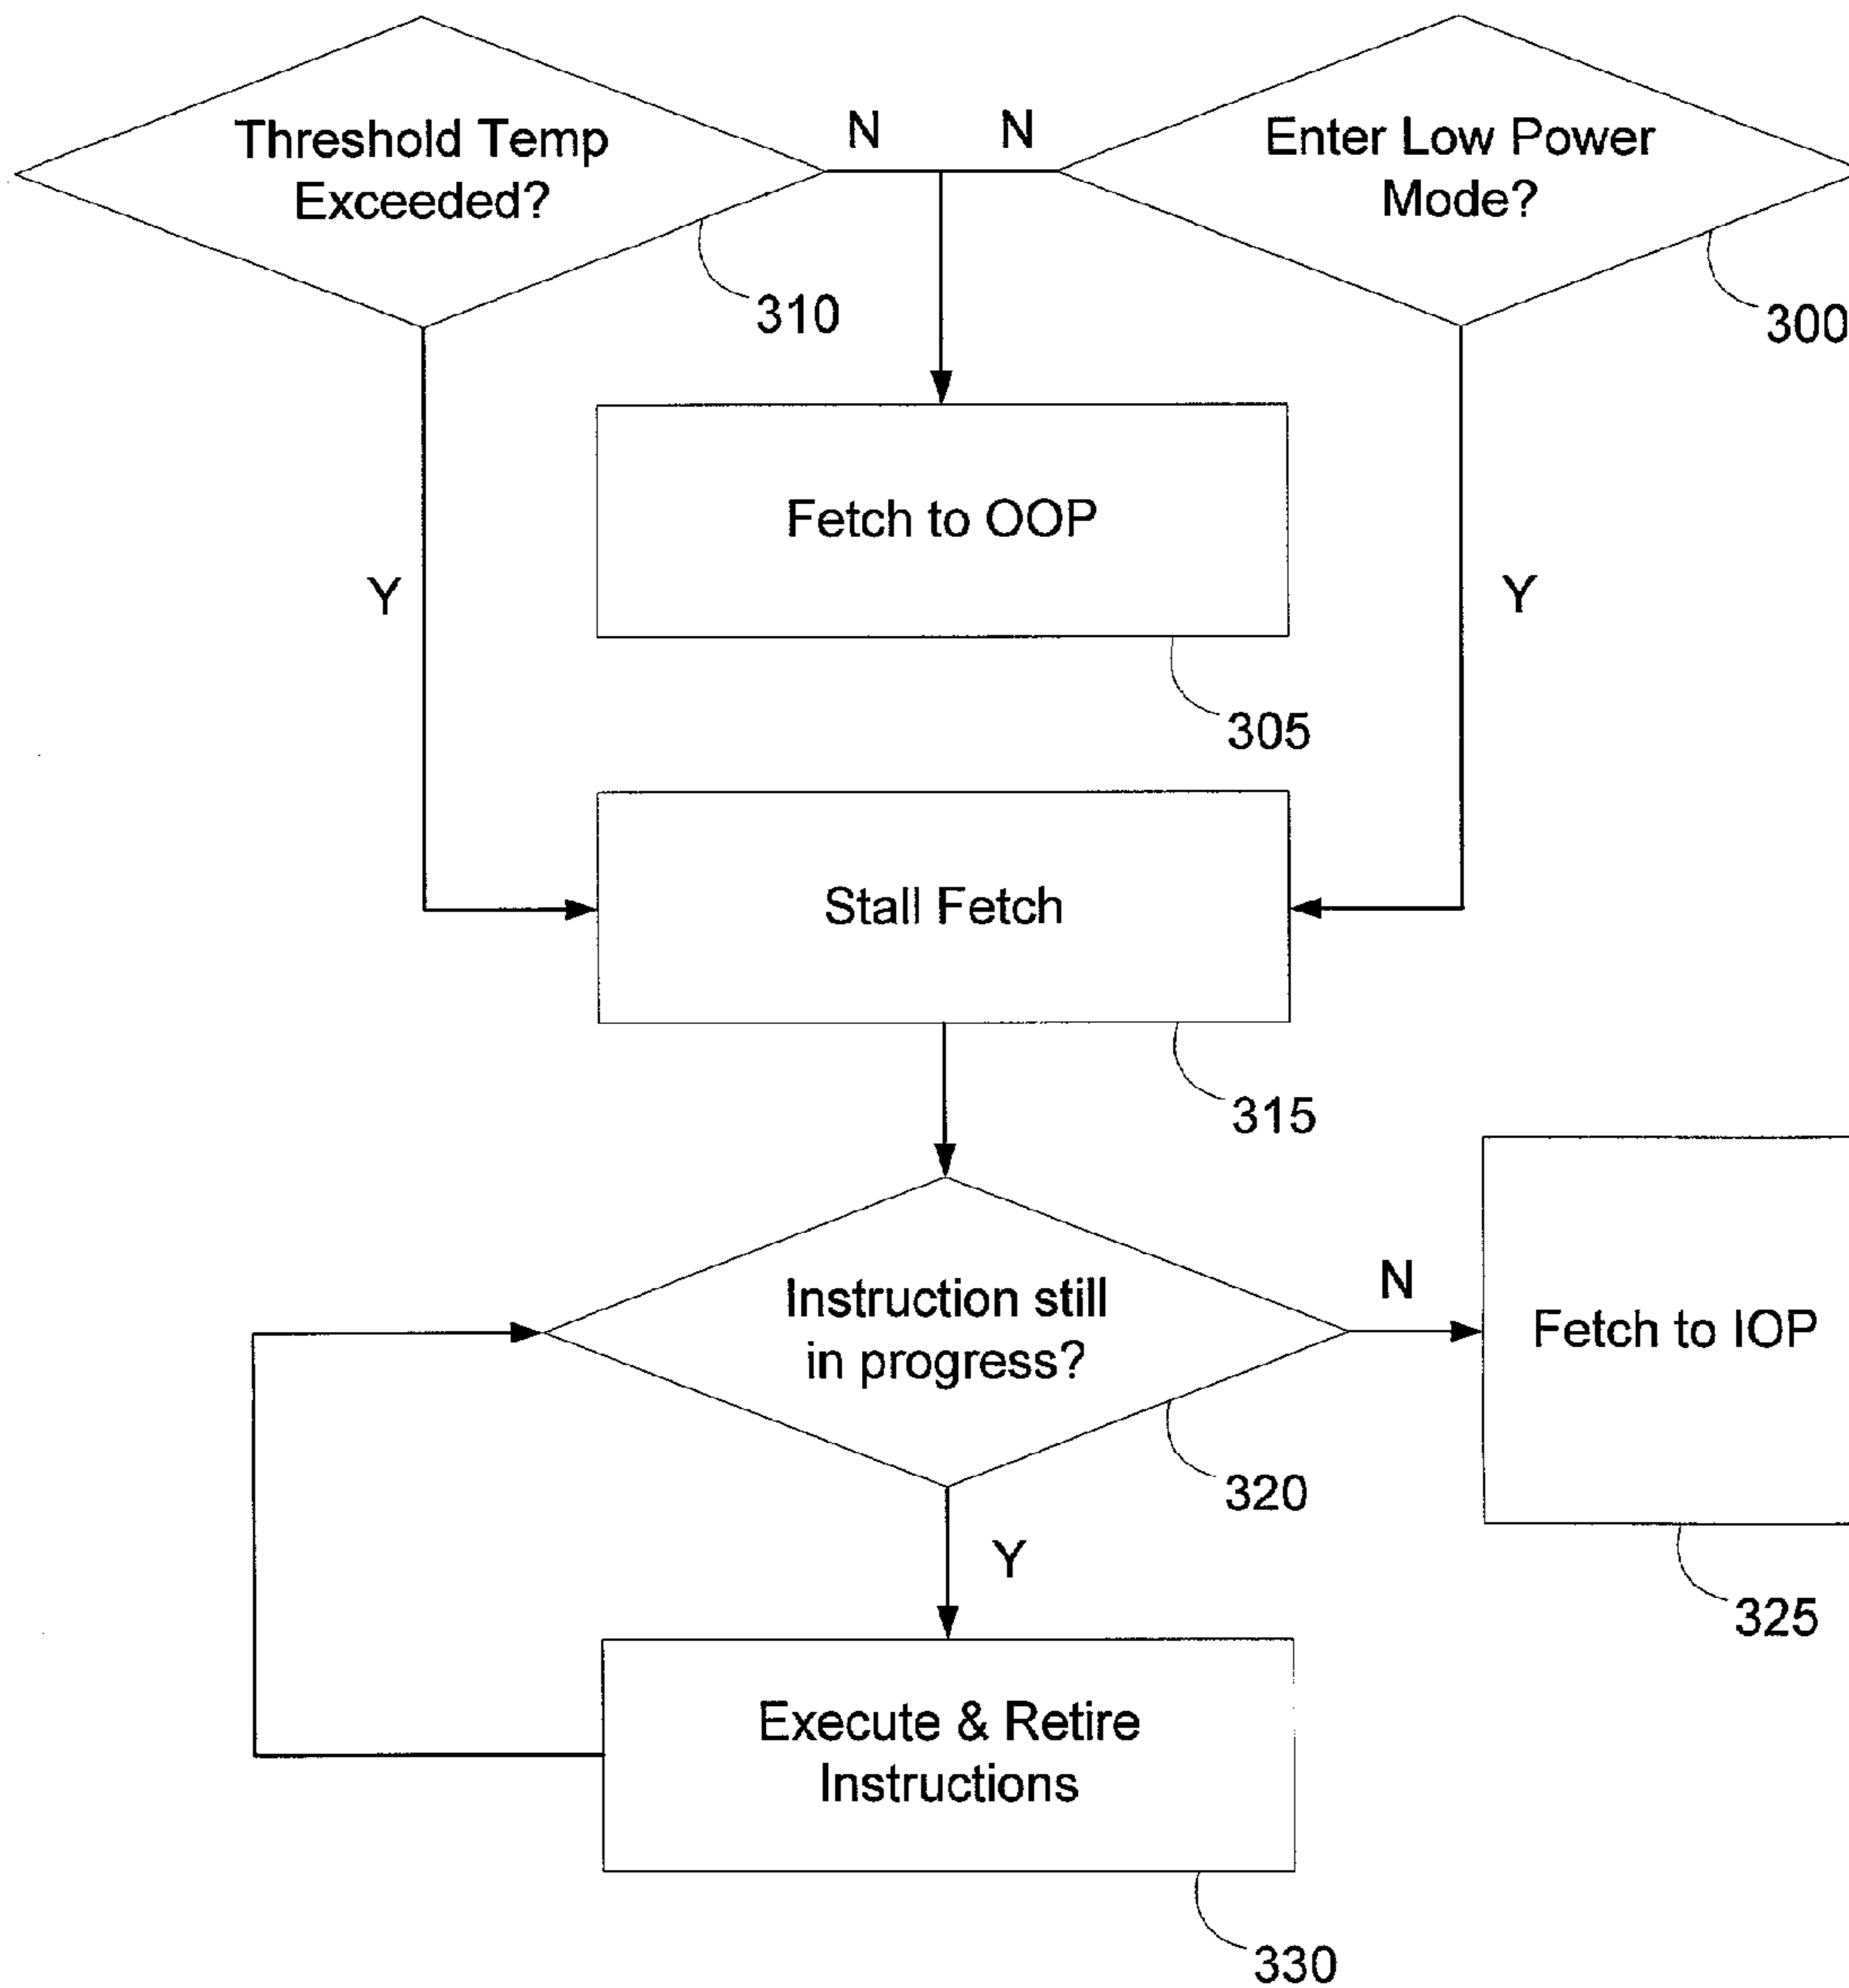 Threshold Temp
Exceeded?
N
N
Enter Low Power
Mode?
310
300
Fetch to OOP
Y
Y
305
Stall Fetch
315
Instruction still
in progress?
N
Fetch to IOP
320
Y
325
Execute & Retire
Instructions
330